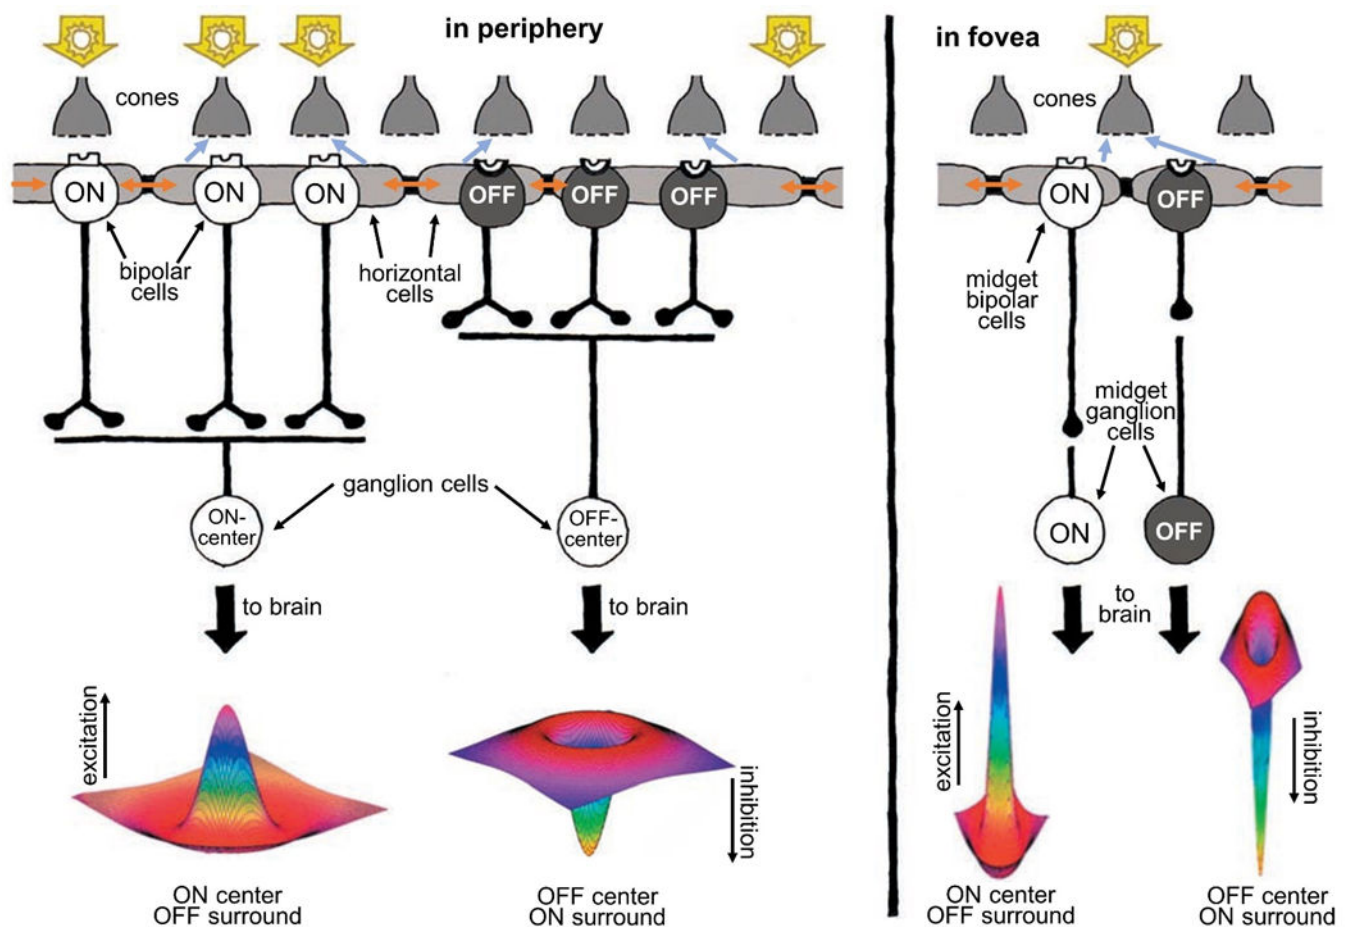 in periphery
in fovea
cones
cones
ON
ON
ON
OFF
OFF
OFF
ON
OFF
bipolar
cells
horizontal
cells
midget
bipolar
cells
midget
ganglion
cells
ganglion cells
ON-
center
OFF-
center
ON
OFF
to brain
to brain
to
brain
excitation
inhibition
excitation
inhibition
ON center
OFF surround
OFF center
ON surround
ON center
OFF surround
OFF center
ON surround